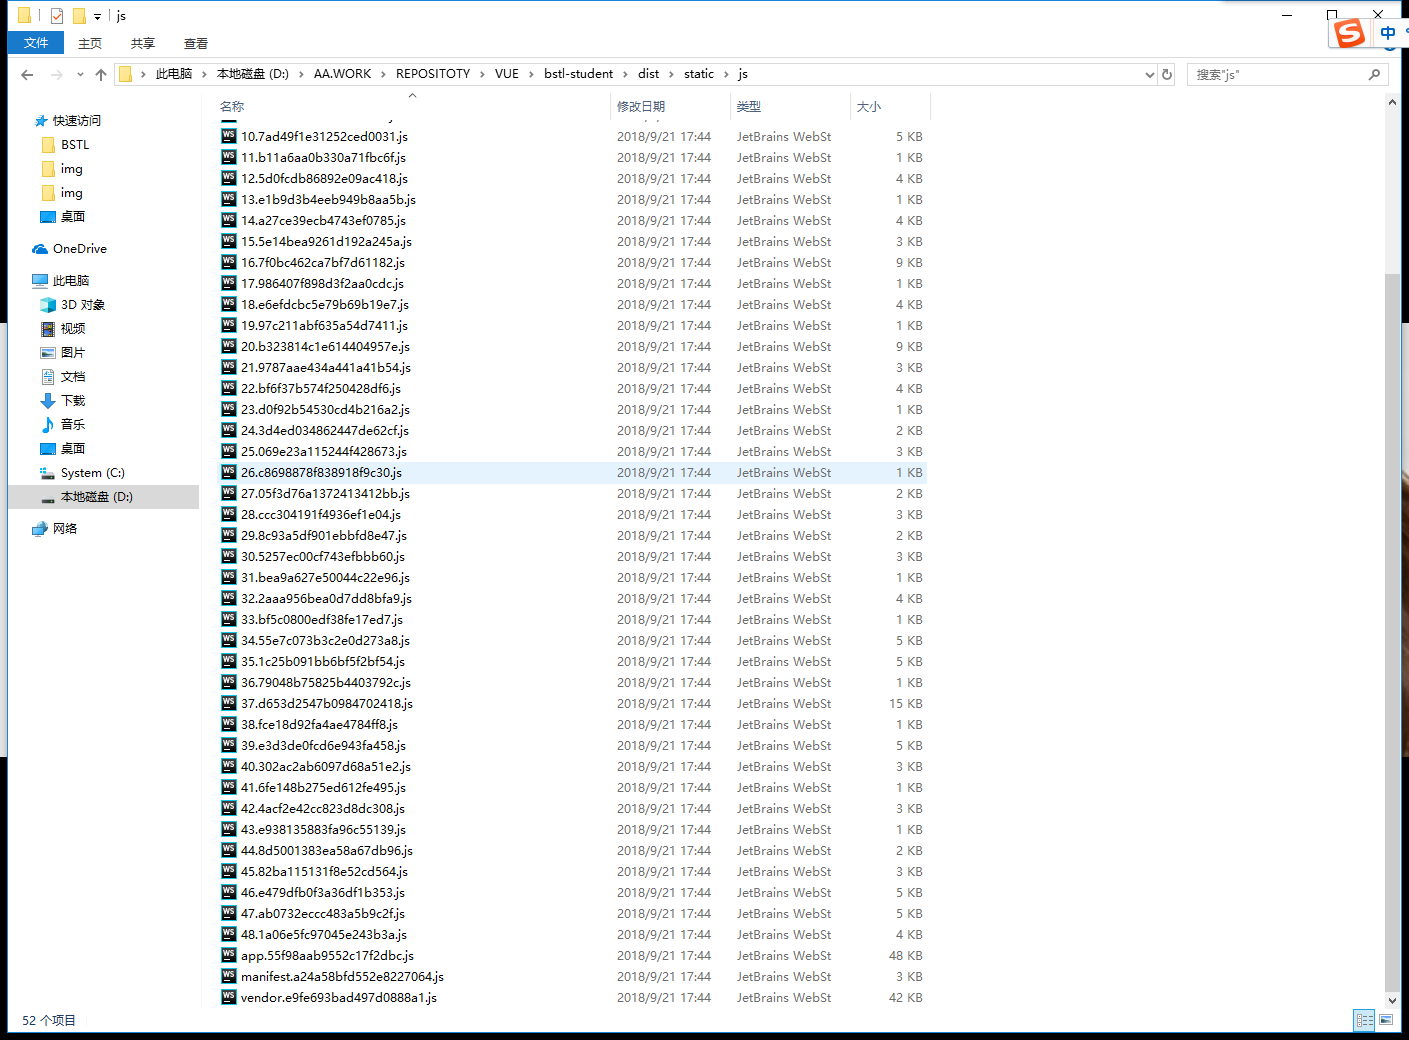 js
文件 主页 共享 查看
此电脑 › 本地磁盘 (D:) › AA.WORK › REPOSITOTY › VUE › bstl-student › dist › static › js
搜索"js"
中
快速访问
BSTL
img
img
桌面
OneDrive
此电脑
3D 对象
视频
图片
文档
下载
音乐
桌面
System (C:)
本地磁盘 (D:)
网络
名称 修改日期 类型 大小
10.7ad49f1e31252ced0031.js 2018/9/21 17:44 JetBrains WebSt 5 KB
11.b11a6aa0b330a71fbc6f.js 2018/9/21 17:44 JetBrains WebSt 1 KB
12.5d0fcdb86892e09ac418.js 2018/9/21 17:44 JetBrains WebSt 4 KB
13.e1b9d3b4eeb949b8aa5b.js 2018/9/21 17:44 JetBrains WebSt 1 KB
14.a27ce39ecb4743ef0785.js 2018/9/21 17:44 JetBrains WebSt 4 KB
15.5e14bea9261d192a245a.js 2018/9/21 17:44 JetBrains WebSt 3 KB
16.7f0bc462ca7bf7d61182.js 2018/9/21 17:44 JetBrains WebSt 9 KB
17.986407f898d3f2aa0cdc.js 2018/9/21 17:44 JetBrains WebSt 1 KB
18.e6efdcbc5e79b69b19e7.js 2018/9/21 17:44 JetBrains WebSt 4 KB
19.97c211abf635a54d7411.js 2018/9/21 17:44 JetBrains WebSt 1 KB
20.b323814c1e614404957e.js 2018/9/21 17:44 JetBrains WebSt 9 KB
21.9787aae434a441a41b54.js 2018/9/21 17:44 JetBrains WebSt 3 KB
22.bf6f37b574f250428df6.js 2018/9/21 17:44 JetBrains WebSt 4 KB
23.d0f92b54530cd4b216a2.js 2018/9/21 17:44 JetBrains WebSt 1 KB
24.3d4ed034862447de62cf.js 2018/9/21 17:44 JetBrains WebSt 2 KB
25.069e23a115244f428673.js 2018/9/21 17:44 JetBrains WebSt 3 KB
26.c8698878f838918f9c30.js 2018/9/21 17:44 JetBrains WebSt 1 KB
27.05f3d76a1372413412bb.js 2018/9/21 17:44 JetBrains WebSt 2 KB
28.ccc304191f4936ef1e04.js 2018/9/21 17:44 JetBrains WebSt 3 KB
29.8c93a5df901ebbfd8e47.js 2018/9/21 17:44 JetBrains WebSt 2 KB
30.5257ec00cf743efbbb60.js 2018/9/21 17:44 JetBrains WebSt 3 KB
31.bea9a627e50044c22e96.js 2018/9/21 17:44 JetBrains WebSt 1 KB
32.2aaa956bea0d7dd8bfa9.js 2018/9/21 17:44 JetBrains WebSt 4 KB
33.bf5c0800edf38fe17ed7.js 2018/9/21 17:44 JetBrains WebSt 1 KB
34.55e7c073b3c2e0d273a8.js 2018/9/21 17:44 JetBrains WebSt 5 KB
35.1c25b091bb6bf5f2bf54.js 2018/9/21 17:44 JetBrains WebSt 5 KB
36.79048b75825b4403792c.js 2018/9/21 17:44 JetBrains WebSt 1 KB
37.d653d2547b0984702418.js 2018/9/21 17:44 JetBrains WebSt 15 KB
38.fce18d92fa4ae4784ff8.js 2018/9/21 17:44 JetBrains WebSt 1 KB
39.e3d3de0fcd6e943fa458.js 2018/9/21 17:44 JetBrains WebSt 5 KB
40.302ac2ab6097d68a51e2.js 2018/9/21 17:44 JetBrains WebSt 3 KB
41.6fe148b275ed612fe495.js 2018/9/21 17:44 JetBrains WebSt 1 KB
42.4acf2e42cc823d8dc308.js 2018/9/21 17:44 JetBrains WebSt 3 KB
43.e938135883fa96c55139.js 2018/9/21 17:44 JetBrains WebSt 1 KB
44.8d5001383ea58a67db96.js 2018/9/21 17:44 JetBrains WebSt 2 KB
45.82ba115131f8e52cd564.js 2018/9/21 17:44 JetBrains WebSt 3 KB
46.e479dfb0f3a36df1b353.js 2018/9/21 17:44 JetBrains WebSt 5 KB
47.ab0732eccc483a5b9c2f.js 2018/9/21 17:44 JetBrains WebSt 5 KB
48.1a06e5fc97045e243b3a.js 2018/9/21 17:44 JetBrains WebSt 4 KB
app.55f98aab9552c17f2dbc.js 2018/9/21 17:44 JetBrains WebSt 48 KB
manifest.a24a58bfd552e8227064.js 2018/9/21 17:44 JetBrains WebSt 3 KB
vendor.e9fe693bad497d0888a1.js 2018/9/21 17:44 JetBrains WebSt 42 KB
52 个项目